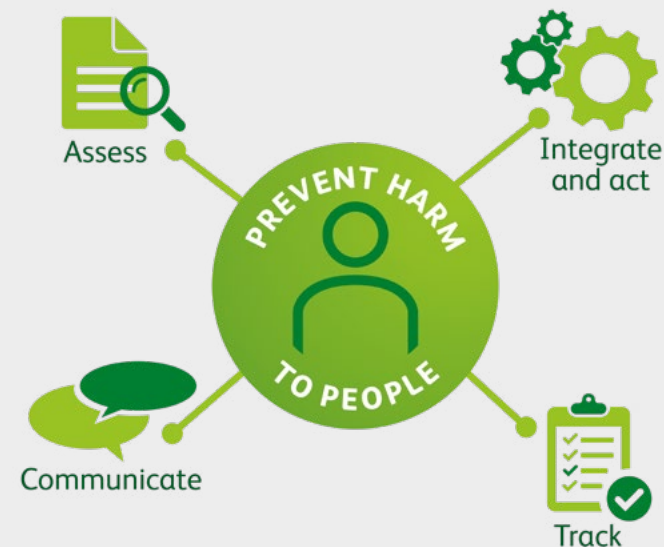 Assess
Integrate
and act
PREVENT HARM
TO PEOPLE
Communicate
Track